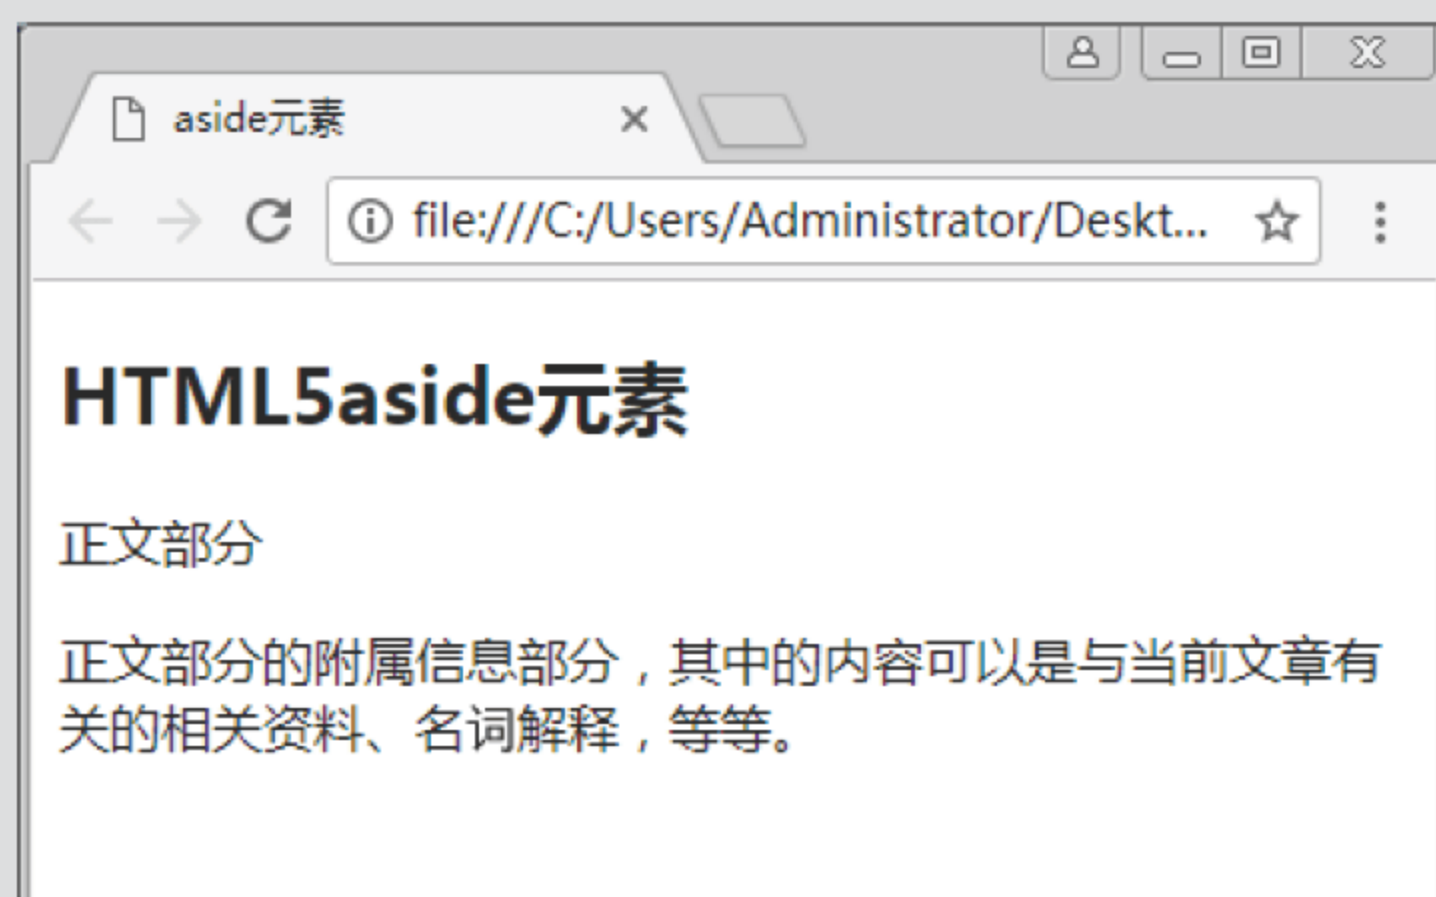 aside元素
file:///C:/Users/Administrator/Deskt...
HTML5aside元素
正文部分
正文部分的附属信息部分，其中的内容可以是与当前文章有
关的相关资料、名词解释，等等。